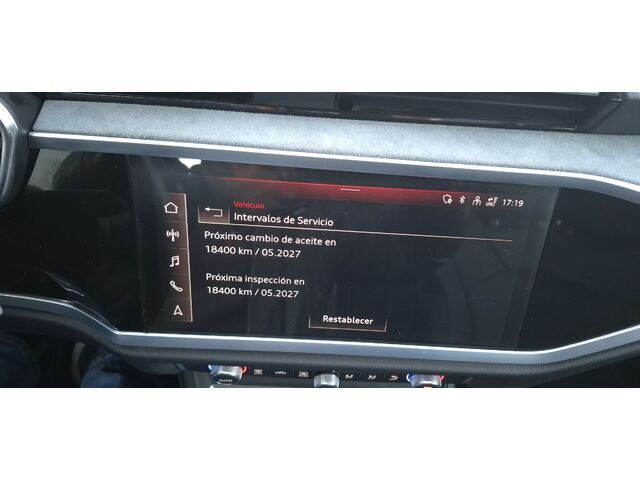 17:19
Vehículo
Intervalos de Servicio
Próximo cambio de aceite en
18400 km / 05.2027
Próxima inspección en
18400 km / 05.2027
Restablecer
AUTO